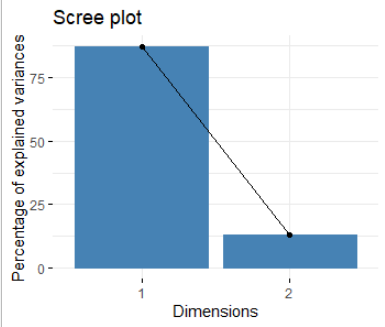 Scree plot
Percentage of explained variances
75
50
25
0
1 2
Dimensions